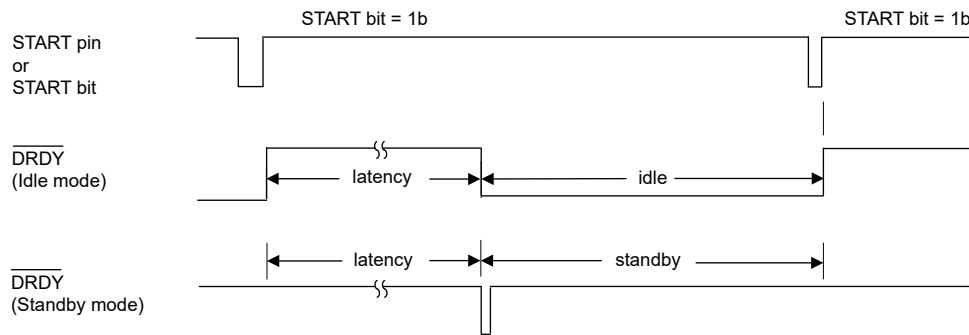 START bit = 1b
START bit = 1b
START pin
or
START bit
DRDY
(Idle mode)
latency
idle
DRDY
(Standby mode)
latency
standby